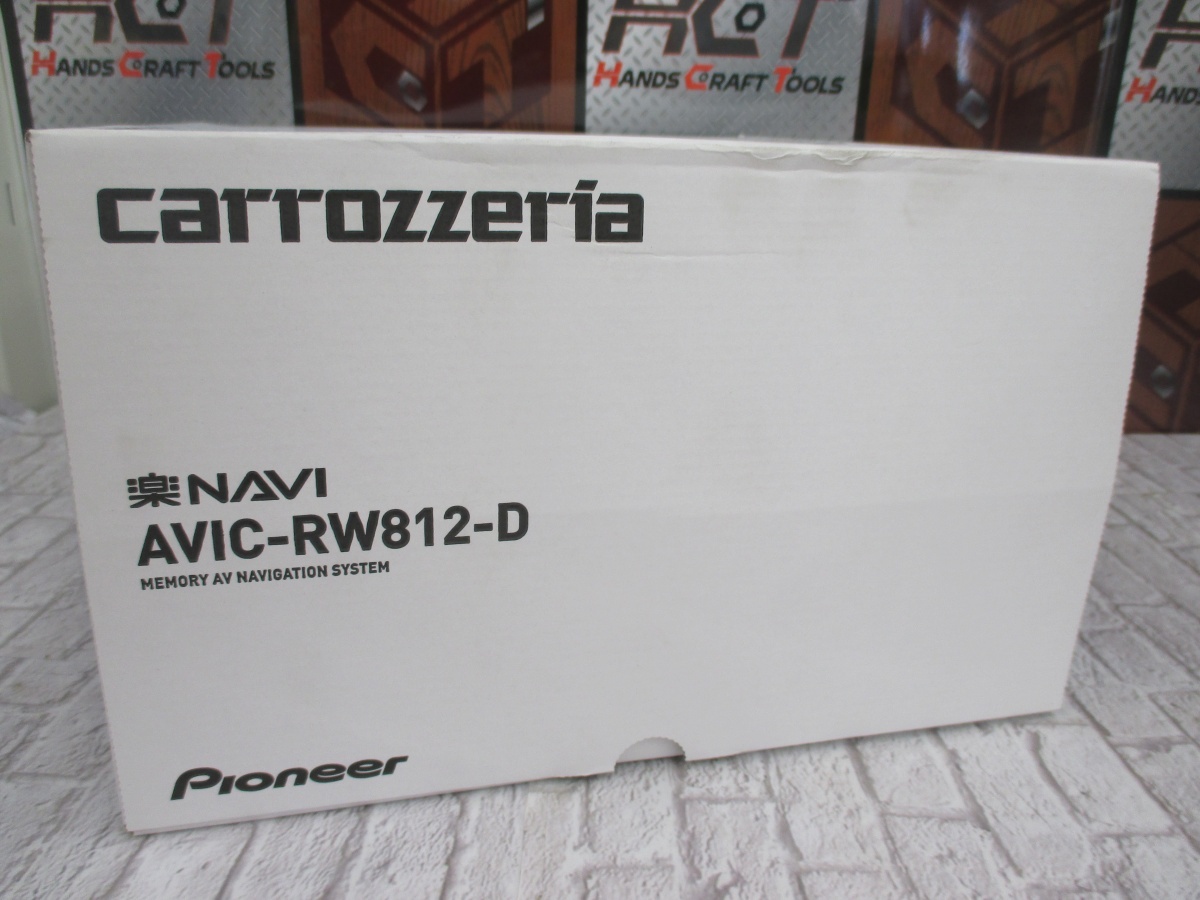 HANDS CRAFT TOOLS
HCT
HANDS CRAFT TOOLS
HANDS
carrozzeria
楽NAVI
AVIC-RW812-D
MEMORY AV NAVIGATION SYSTEM
Pioneer